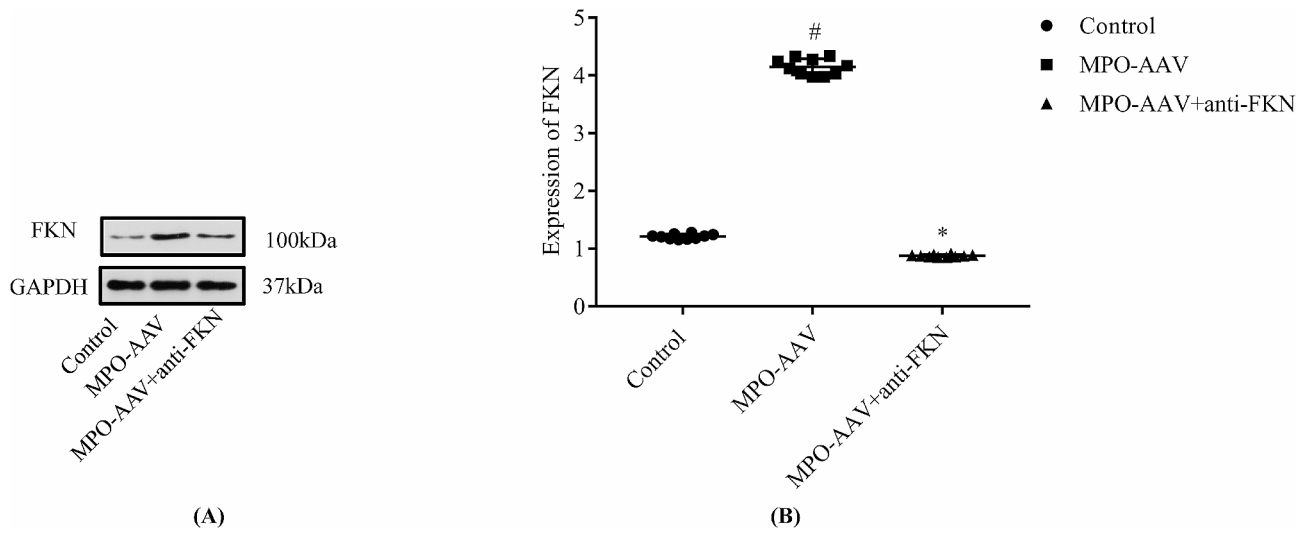 FKN
100kDa
GAPDH
37kDa
Control
MPO-AAV
MPO-AAV+anti-FKN
(A)
Expression of FKN
5
4
3
2
1
0
#
*
Control
MPO-AAV
MPO-AAV+anti-FKN
Control
MPO-AAV
MPO-AAV+anti-FKN
(B)